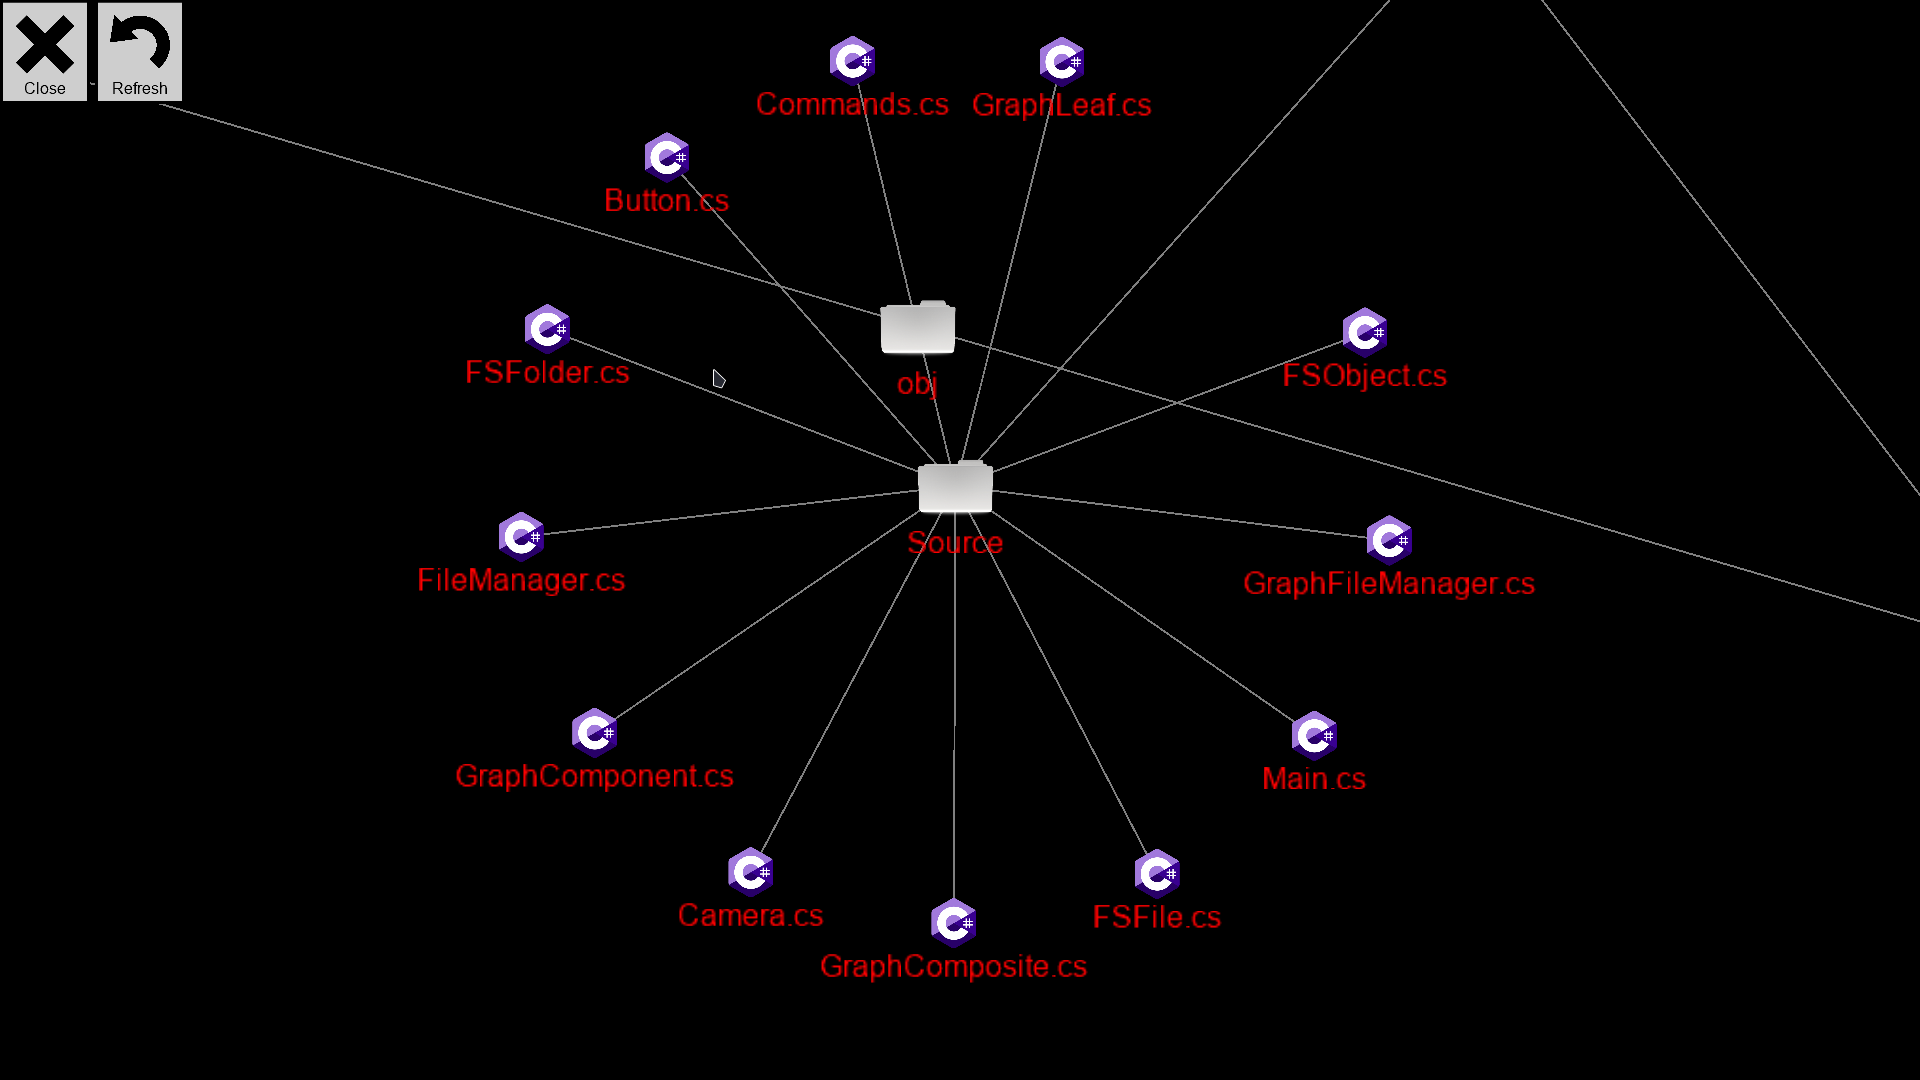 Close
Refresh
Commands.cs
GraphLeaf.cs
Button.cs
FSFolder.cs
obj
FSObject.cs
Source
FileManager.cs
GraphFileManager.cs
GraphComponent.cs
Main.cs
Camera.cs
FSFile.cs
GraphComposite.cs